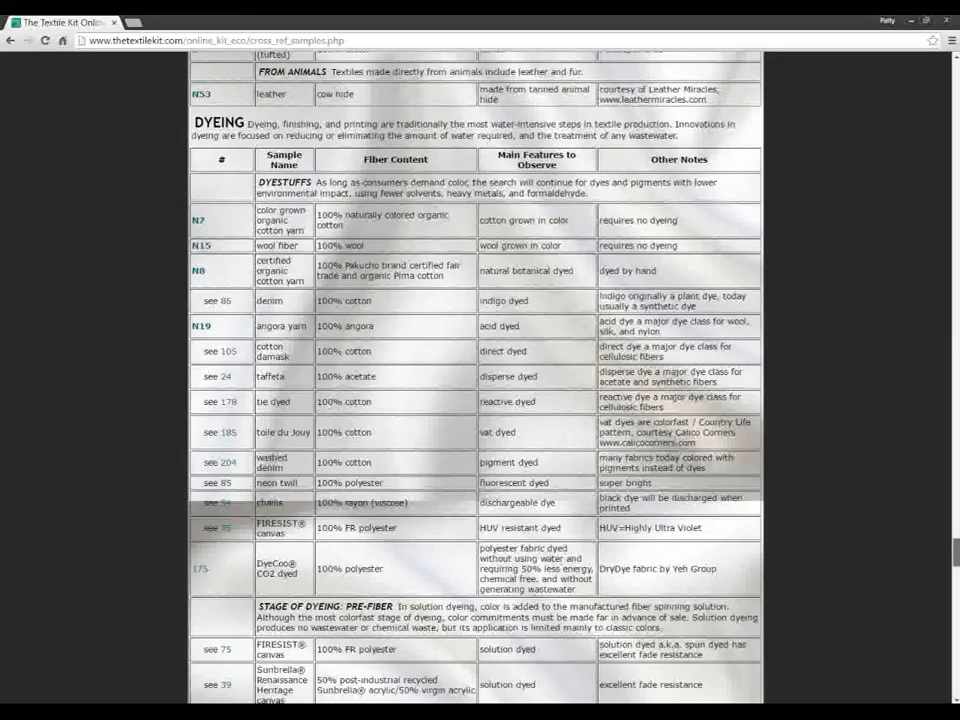 The Textile Kit Onlin
Patty
www.thetextilekit.com/online_kit_eco/cross_ref_samples.php
(tufted)
FROM ANIMALS Textiles made directly from animals include leather and fur.
N53 leather cow hide made from tanned animal hide courtesy of Leather Miracles, www.leathermiracles.com
DYEING Dyeing, finishing, and printing are traditionally the most water-intensive steps in textile production. Innovations in
dyeing are focused on reducing or eliminating the amount of water required, and the treatment of any wastewater.
# Sample Name Fiber Content Main Features to Observe Other Notes
DYESTUFFS As long as consumers demand color, the search will continue for dyes and pigments with lower
environmental impact, using fewer solvents, heavy metals, and formaldehyde.
N7 color grown organic cotton yarn 100% naturally colored organic cotton cotton grown in color requires no dyeing
N15 wool fiber 100% wool wool grown in color requires no dyeing
N8 certified organic cotton yarn 100% Pakucho brand certified fair trade and organic Pima cotton natural botanical dyed dyed by hand
see 86 denim 100% cotton indigo dyed indigo originally a plant dye, today usually a synthetic dye
N19 angora yarn 100% angora acid dyed acid dye a major dye class for wool, silk, and nylon
see 105 cotton damask 100% cotton direct dyed direct dye a major dye class for cellulosic fibers
see 24 taffeta 100% acetate disperse dyed disperse dye a major dye class for acetate and synthetic fibers
see 178 tie dyed 100% cotton reactive dyed reactive dye a major dye class for cellulosic fibers
see 185 toile du Jouy 100% cotton vat dyed vat dyes are colorfast / Country Life pattern, courtesy Calico Corners www.calicocorners.com
see 204 washed denim 100% cotton pigment dyed many fabrics today colored with pigments instead of dyes
see 85 neon twill 100% polyester fluorescent dyed super bright
see 54 challis 100% rayon (viscose) dischargeable dye black dye will be discharged when printed
see 36 FIRESIST® canvas 100% FR polyester HUV resistant dyed HUV=Highly Ultra Violet
175 DyeCoo® CO2 dyed 100% polyester polyester fabric dyed without using water and requiring 50% less energy, chemical free, and without generating wastewater DryDye fabric by Yeh Group
STAGE OF DYEING: PRE-FIBER In solution dyeing, color is added to the manufactured fiber spinning solution.
Although the most colorfast stage of dyeing, color commitments must be made far in advance of sale. Solution dyeing
produces no wastewater or chemical waste, but its application is limited mainly to classic colors.
see 75 FIRESIST® canvas 100% FR polyester solution dyed solution dyed a.k.a. spun dyed has excellent fade resistance
see 39 Sunbrella® Renaissance Heritage canvas 50% post-industrial recycled Sunbrella® acrylic/50% virgin acrylic solution dyed excellent fade resistance